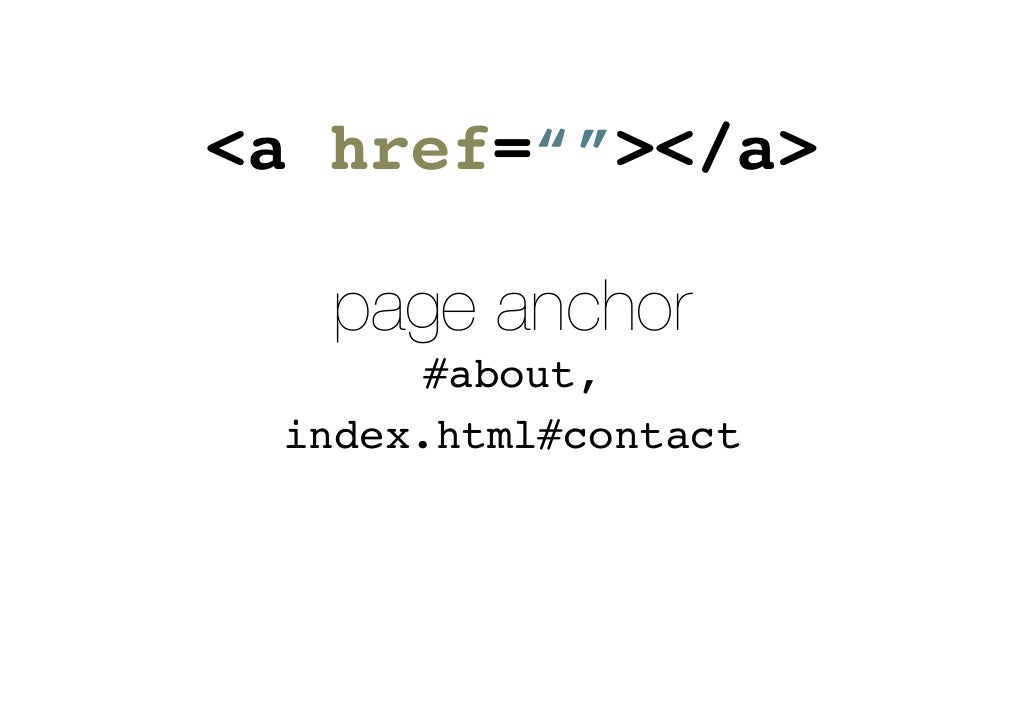 <a href=“”></a>
page anchor
#about,
index.html#contact